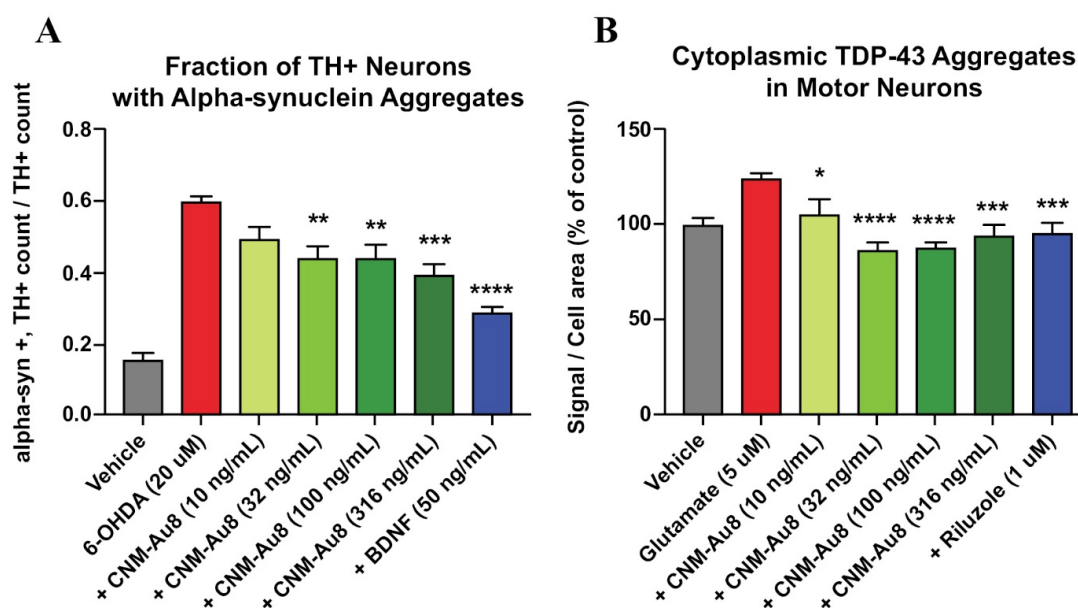 A
Fraction of TH+ Neurons
with Alpha-synuclein Aggregates
alpha-syn +, TH+ count / TH+ count
0.8
0.6
0.4
0.2
0.0
**
**
***
****
Vehicle
6-OHDA (20 uM)
+ CNM-Au8 (10 ng/mL)
+ CNM-Au8 (32 ng/mL)
+ CNM-Au8 (100 ng/mL)
+ CNM-Au8 (316 ng/mL)
+ BDNF (50 ng/mL)
B
Cytoplasmic TDP-43 Aggregates
in Motor Neurons
Signal / Cell area (% of control)
150
100
50
0
*
****
****
***
***
Vehicle
Glutamate (5 uM)
+ CNM-Au8 (10 ng/mL)
+ CNM-Au8 (32 ng/mL)
+ CNM-Au8 (100 ng/mL)
+ CNM-Au8 (316 ng/mL)
+ Riluzole (1 uM)